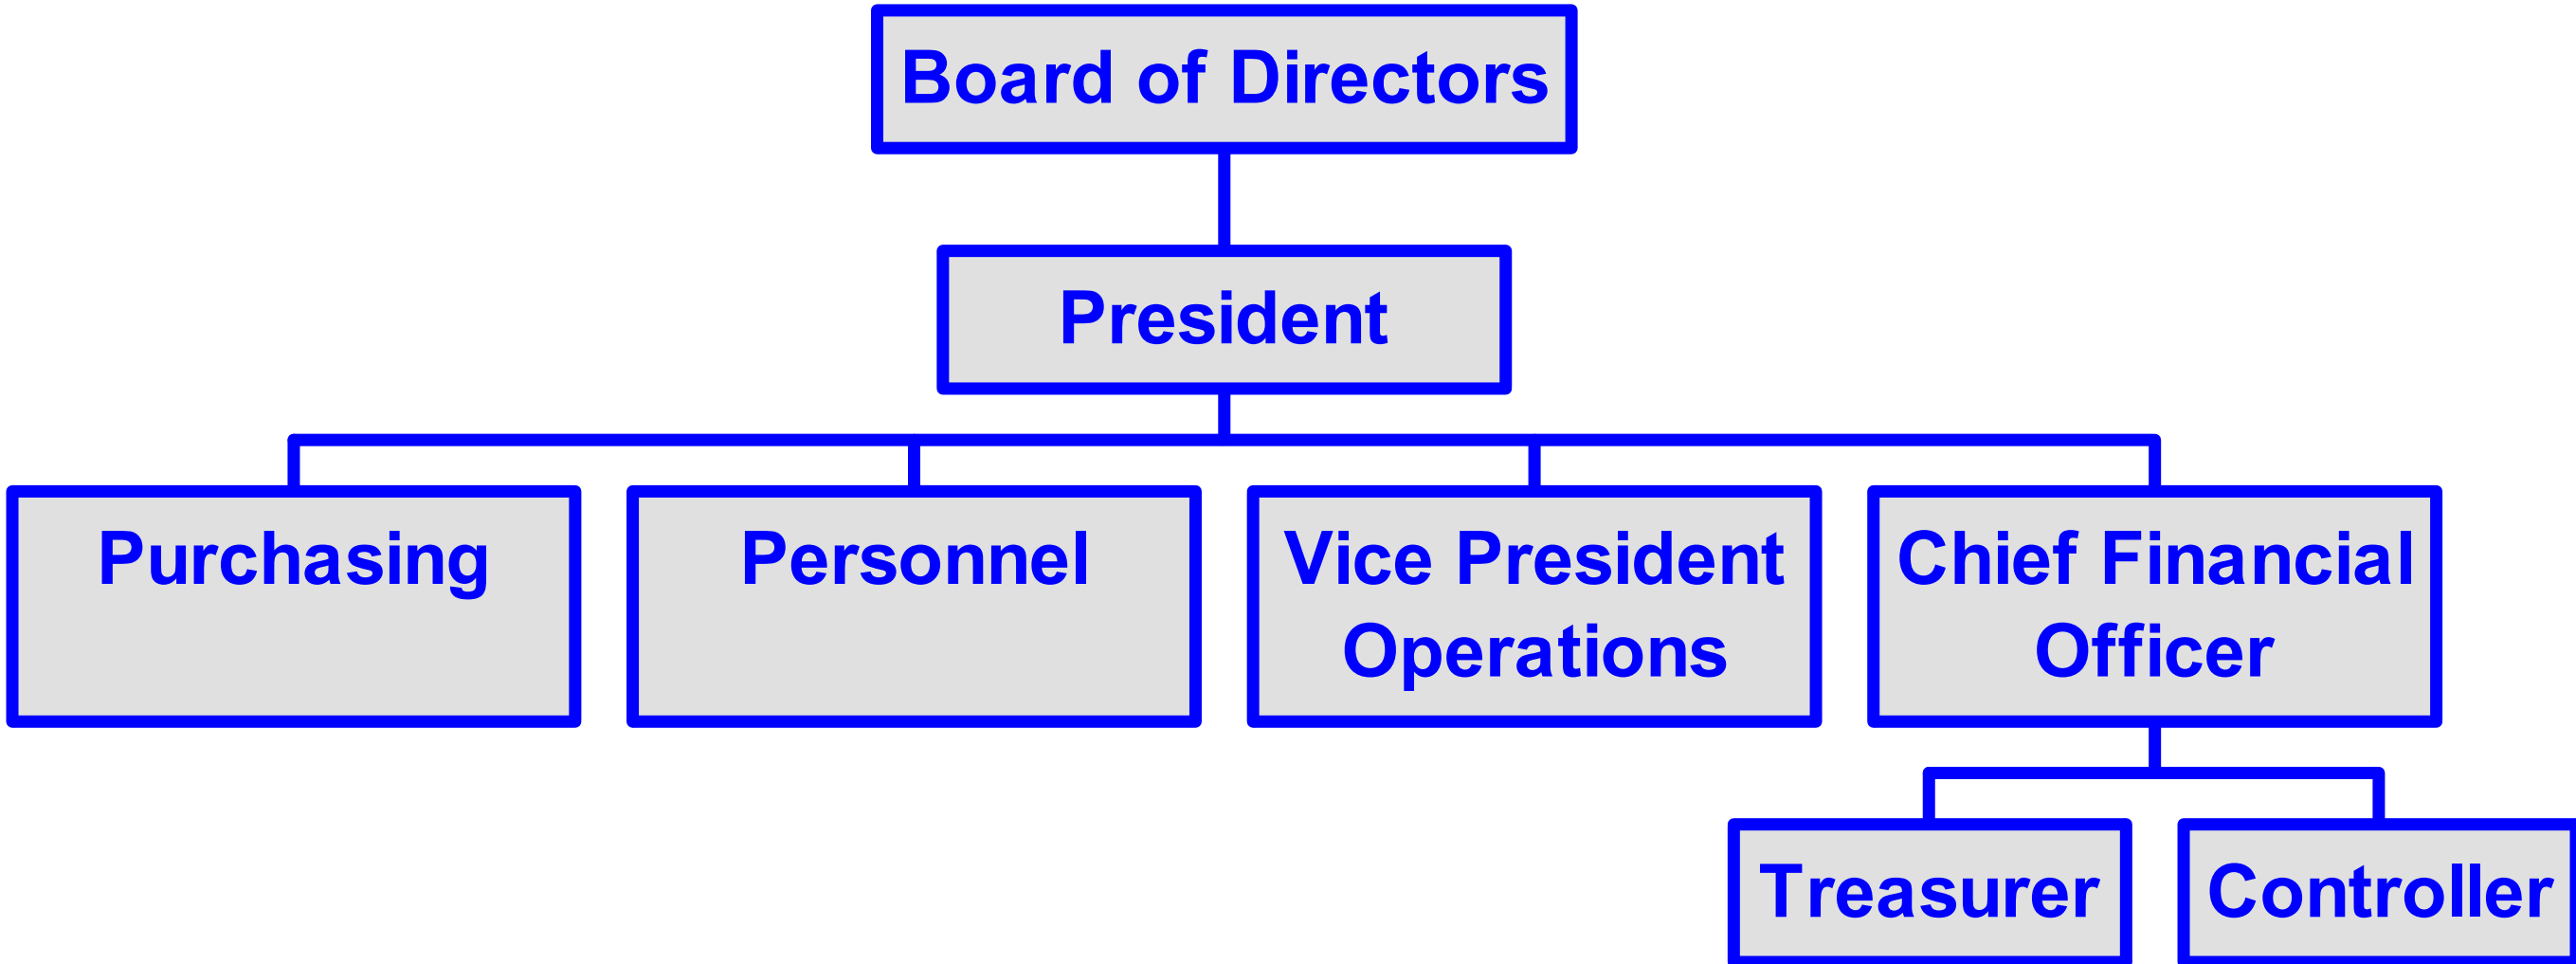 Board of Directors
President
Purchasing
Personnel
Vice President
Operations
Chief Financial
Officer
Treasurer
Controller